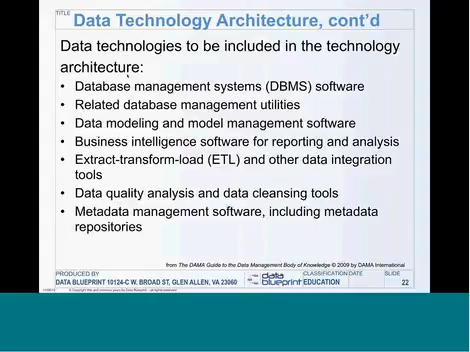 TITLE
Data Technology Architecture, cont'd
Data technologies to be included in the technology
architecture:
• Database management systems (DBMS) software
• Related database management utilities
• Data modeling and model management software
• Business intelligence software for reporting and analysis
• Extract-transform-load (ETL) and other data integration
tools
• Data quality analysis and data cleansing tools
• Metadata management software, including metadata
repositories
from The DAMA Guide to the Data Management Body of Knowledge © 2009 by DAMA International
PRODUCED BY
CLASSIFICATION DATE
SLIDE
DATA BLUEPRINT 10124-C W. BROAD ST, GLEN ALLEN, VA 23060
data
blueprint
EDUCATION
22